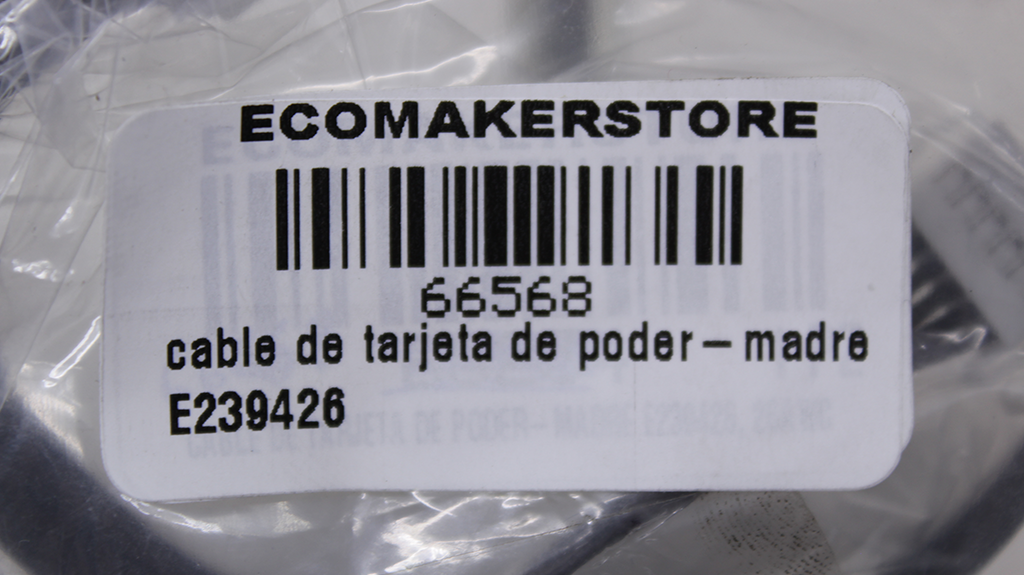 ECOMAKERSTORE
66568
cable de tarjeta de poder-madre
E239426